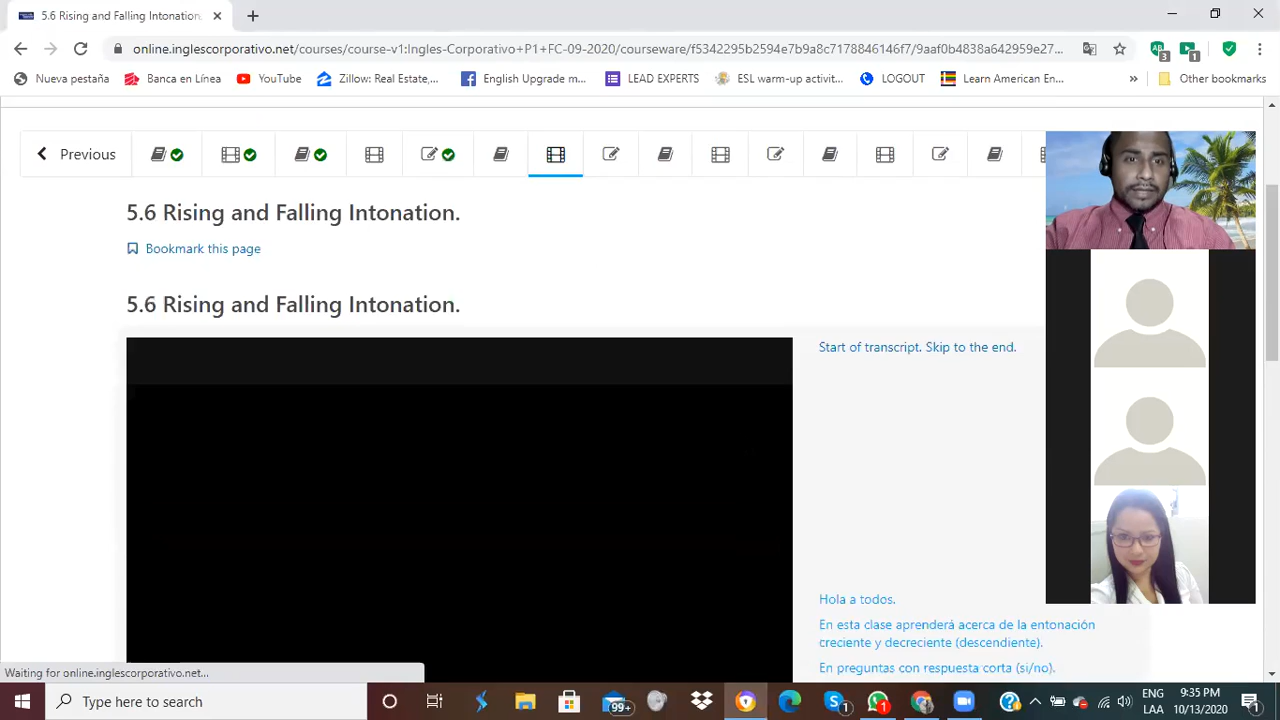 5.6 Rising and Falling Intonation.
online.inglescorporativo.net/courses/course-v1:Ingles-Corporativo+P1+FC-09-2020/courseware/f5342295b2594e7b9a8c7178846146f7/9aaf0b4838a642959e27...
3
1
Nueva pestaña
Banca en Línea
YouTube
Zillow: Real Estate,...
English Upgrade m...
LEAD EXPERTS
ESL warm-up activit...
LOGOUT
Learn American En...
»
Other bookmarks
Previous
5.6 Rising and Falling Intonation.
Bookmark this page
5.6 Rising and Falling Intonation.
Start of transcript. Skip to the end.
Hola a todos.
En esta clase aprenderá acerca de la entonación
creciente y decreciente (descendiente).
En preguntas con respuesta corta (si/no).
Waiting for online.inglescorporativo.net...
Type here to search
99+
1
1
ENG
LAA
9:35 PM
10/13/2020
1